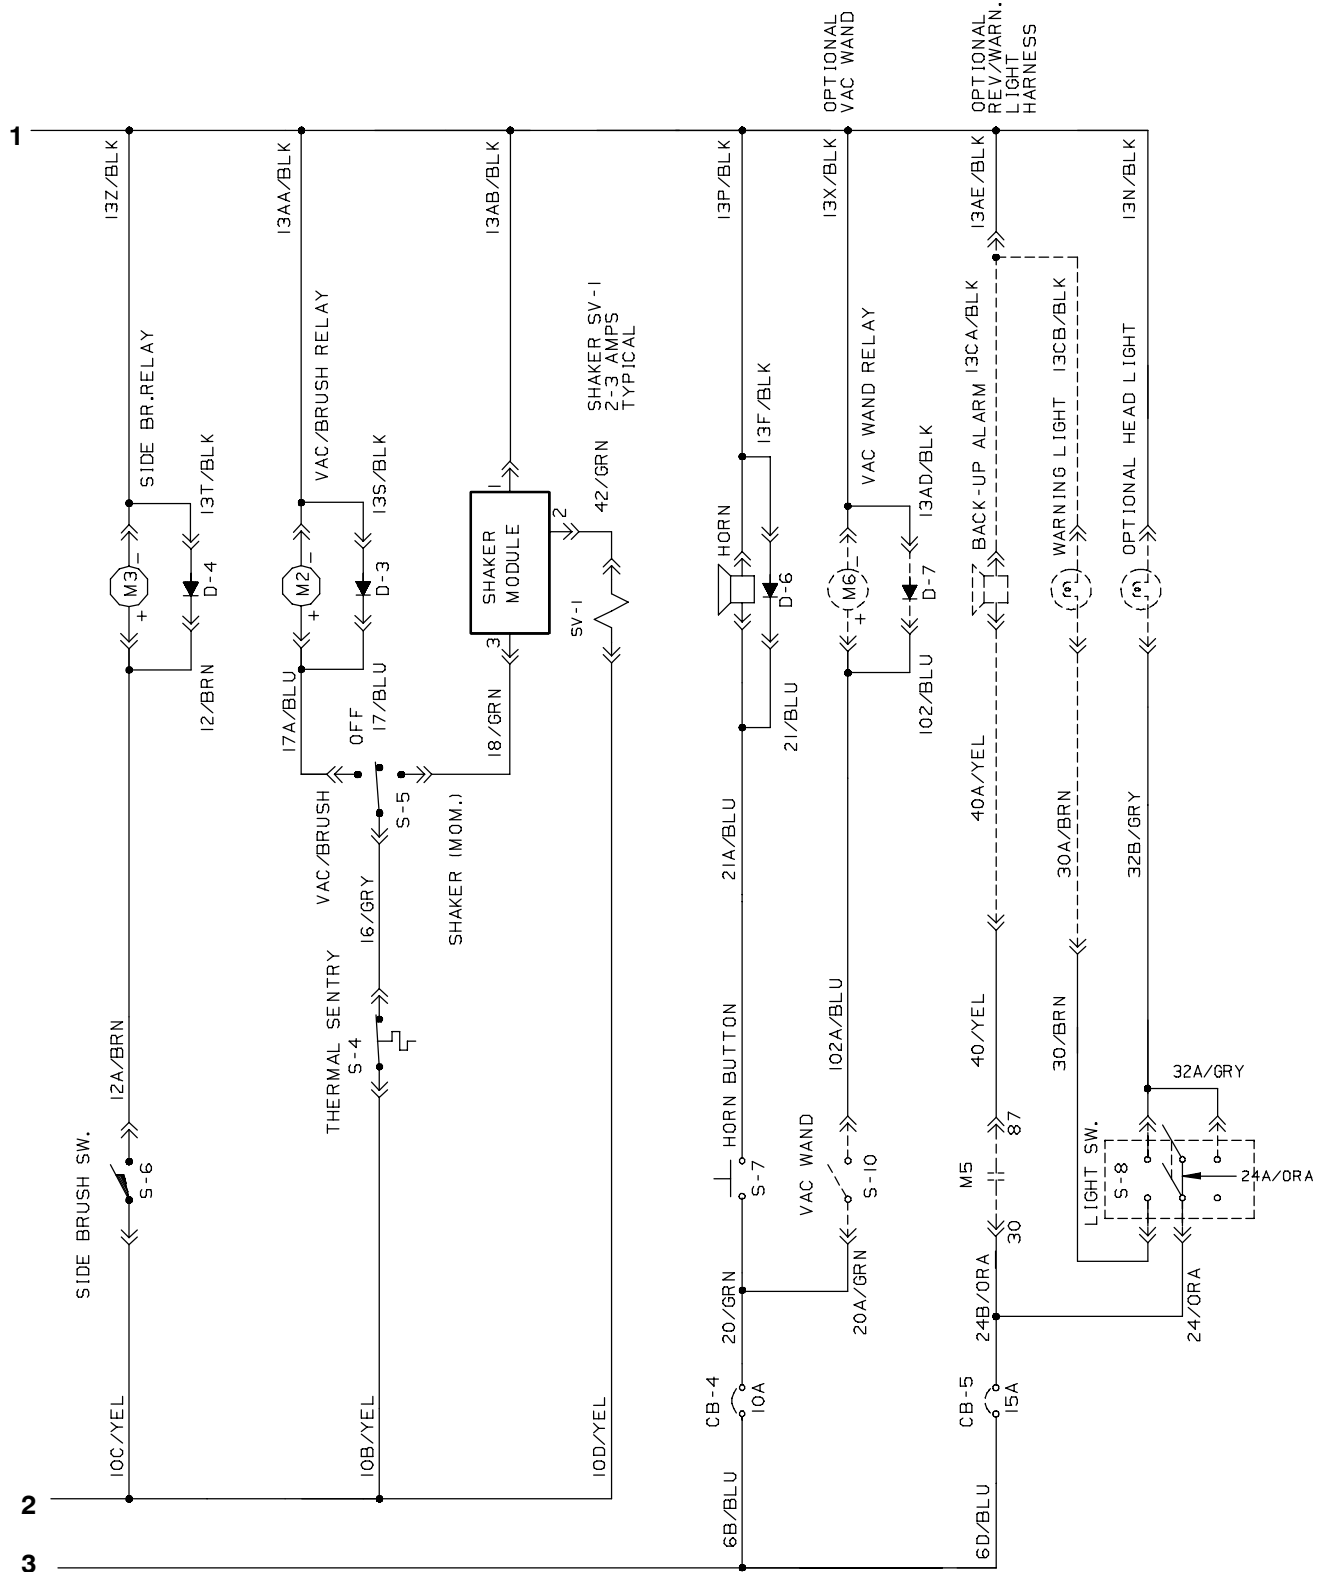 OPTIONAL
VAC WAND
OPTIONAL
REV/WARN.
LIGHT
HARNESS
1
13Z/BLK
13AA/BLK
13AB/BLK
13P/BLK
13X/BLK
13AE/BLK
13N/BLK
SIDE BR.RELAY
VAC/BRUSH RELAY
SHAKER SV-1
2-3 AMPS
TYPICAL
13F/BLK
VAC WAND RELAY
13CA/BLK
13CB/BLK
BACK-UP ALARM
WARNING LIGHT
OPTIONAL HEAD LIGHT
13T/BLK
13S/BLK
42/GRN
13AD/BLK
HORN
M3
-
+
D-4
M2
-
+
D-3
SHAKER
MODULE
1
2
3
SV-1
D-6
M6
-
+
D-7
12/BRN
17A/BLU
OFF
17/BLU
18/GRN
21/BLU
102/BLU
VAC/BRUSH
S-5
SHAKER (MOM.)
16/GRY
21A/BLU
40A/YEL
30A/BRN
32B/GRY
12A/BRN
THERMAL SENTRY
S-4
HORN BUTTON
102A/BLU
40/YEL
30/BRN
32A/GRY
SIDE BRUSH SW.
S-6
S-7
VAC WAND
S-10
M5
87
30
LIGHT SW.
S-8
24A/ORA
20/GRN
20A/GRN
24B/ORA
24/ORA
CB-4
10A
CB-5
15A
10C/YEL
10B/YEL
10D/YEL
6B/BLU
6D/BLU
2
3